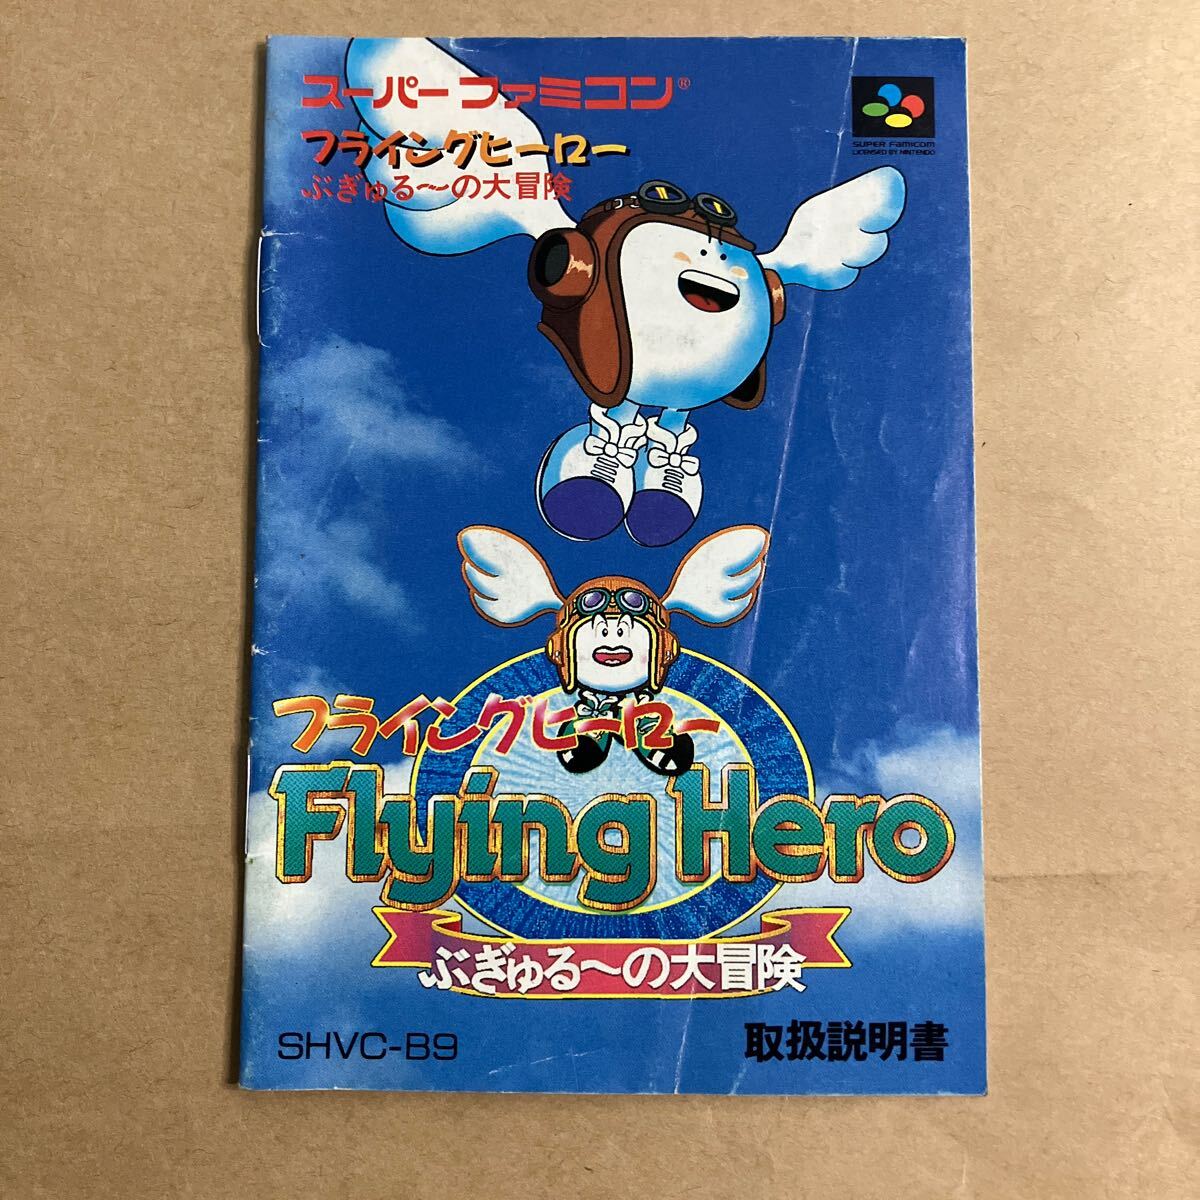 スーパーファミコン®
フライングヒーロー
ぶぎゅる〜の大冒険
SUPER FAMICOM
LICENSED BY NINTENDO
フライングヒーロー
Flying Hero
ぶぎゅる〜の大冒険
SHVC-B9
取扱説明書